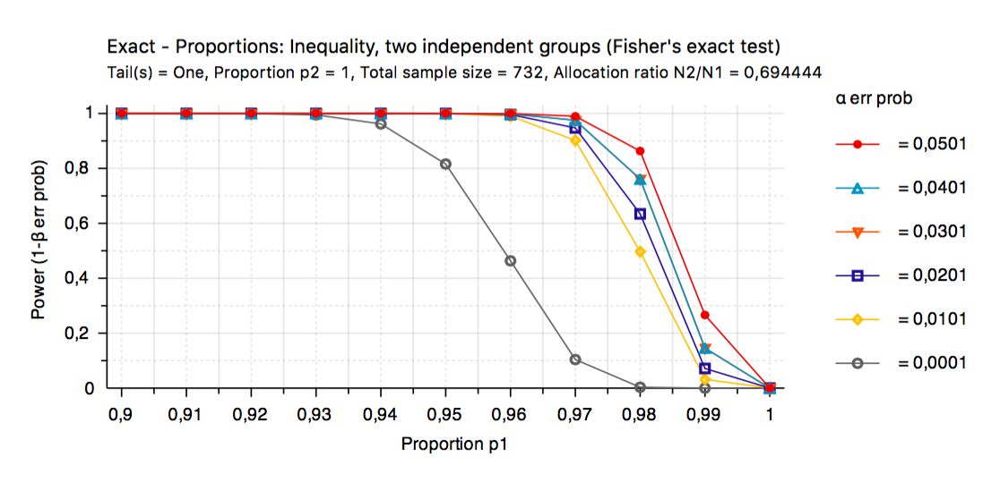 Exact - Proportions: Inequality, two independent groups (Fisher's exact test)
Tail(s) = One, Proportion p2 = 1, Total sample size = 732, Allocation ratio N2/N1 = 0,694444
α err prob
= 0,0501
= 0,0401
= 0,0301
= 0,0201
= 0,0101
= 0,0001
Power (1-β err prob)
1
0,8
0,6
0,4
0,2
0
0,9 0,91 0,92 0,93 0,94 0,95 0,96 0,97 0,98 0,99 1
Proportion p1